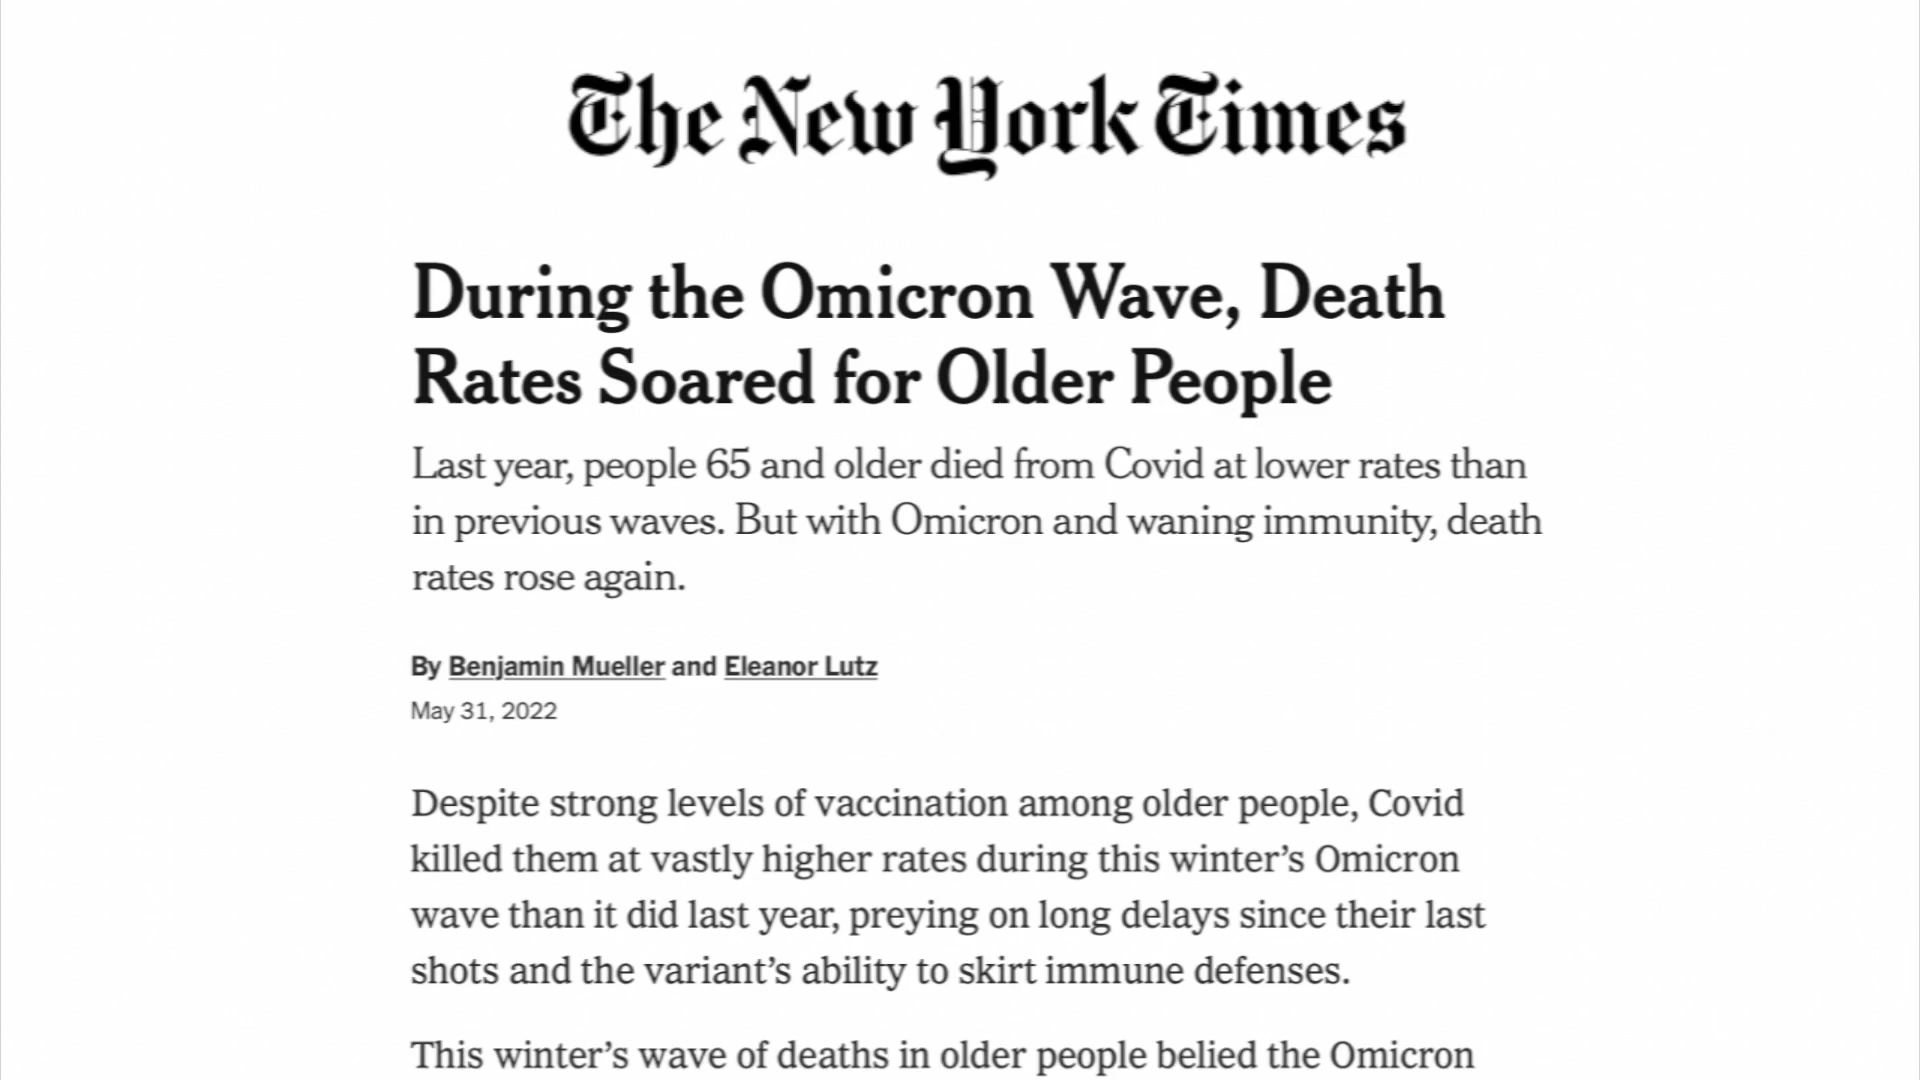 The New York Times
During the Omicron Wave, Death
Rates Soared for Older People
Last year, people 65 and older died from Covid at lower rates than
in previous waves. But with Omicron and waning immunity, death
rates rose again.
By Benjamin Mueller and Eleanor Lutz
May 31, 2022
Despite strong levels of vaccination among older people, Covid
killed them at vastly higher rates during this winter’s Omicron
wave than it did last year, preying on long delays since their last
shots and the variant’s ability to skirt immune defenses.
This winter’s wave of deaths in older people belied the Omicron